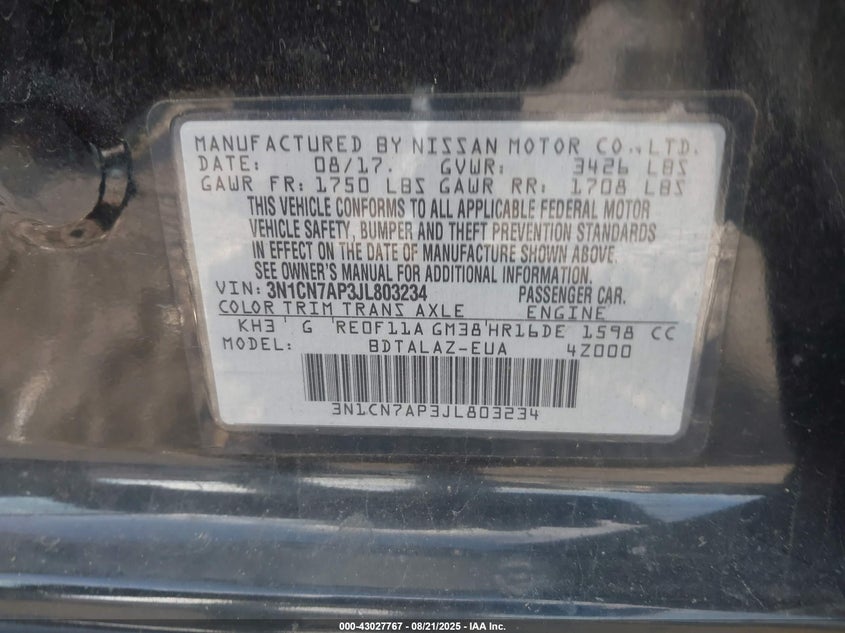 MANUFACTURED BY NISSAN MOTOR CO., LTD.
DATE: 08/17. GVWR: 3426 LBS
GAWR FR: 1750 LBS GAWR RR: 1708 LBS
THIS VEHICLE CONFORMS TO ALL APPLICABLE FEDERAL MOTOR
VEHICLE SAFETY, BUMPER AND THEFT PREVENTION STANDARDS
IN EFFECT ON THE DATE OF MANUFACTURE SHOWN ABOVE.
SEE OWNER'S MANUAL FOR ADDITIONAL INFORMATION.
VIN: 3N1CN7AP3JL803234 PASSENGER CAR.
COLOR TRIM TRANS AXLE ENGINE
KH3 G RE0F11A GM38 HR16DE 1598 CC
MODEL: BDTALAZ-EUA 4Z000
3N1CN7AP3JL803234
000-43027767 - 08/21/2025 - IAA Inc.